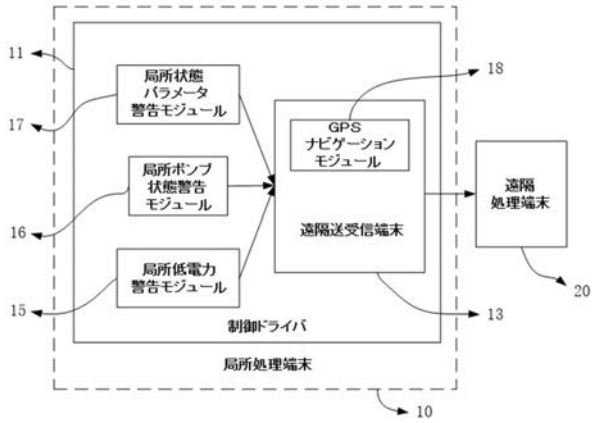 11
局所状態
パラメータ
警告モジュール
17
18
GPS
ナビゲーション
モジュール
局所ポンプ
状態警告
モジュール
16
遠隔送受信端末
遠隔
処理端末
局所低電力
警告モジュール
15
20
13
制御ドライバ
局所処理端末
10